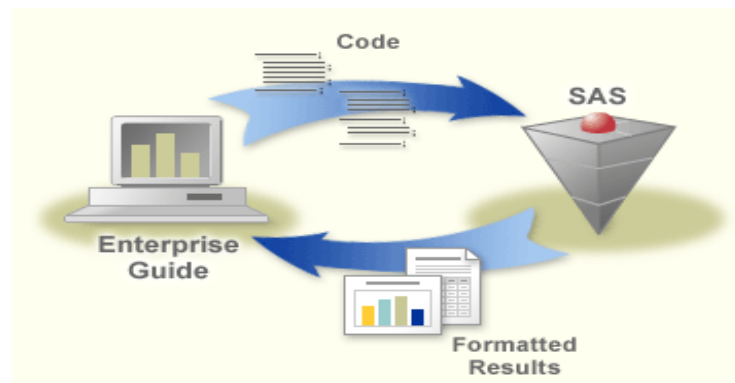 Code
SAS
Enterprise
Guide
Formatted
Results